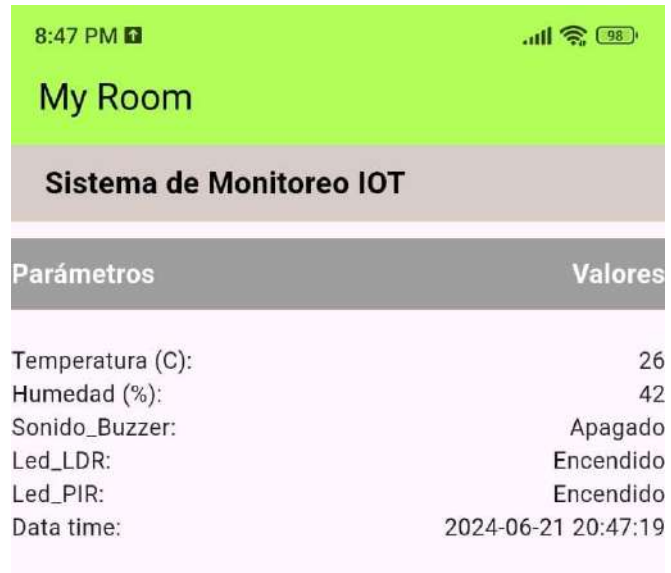 8:47 PM
98
My Room
Sistema de Monitoreo IOT
Parámetros Valores
Temperatura (C): 26
Humedad (%): 42
Sonido_Buzzer: Apagado
Led_LDR: Encendido
Led_PIR: Encendido
Data time: 2024-06-21 20:47:19